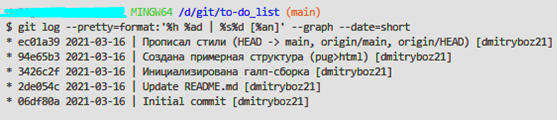 MINGW64 /d/git/to-do_list (main)
$ git log --pretty=format:'%h %ad | %s%d [%an]' --graph --date=short
* ec01a39 2021-03-16 | Прописал стили (HEAD -> main, origin/main, origin/HEAD) [dmitryboz21]
* 94e65b3 2021-03-16 | Создана примерная структура (pug>html) [dmitryboz21]
* 3426c2f 2021-03-16 | Инициализирована галп-сборка [dmitryboz21]
* 2de054c 2021-03-16 | Update README.md [dmitryboz21]
* 06df80a 2021-03-16 | Initial commit [dmitryboz21]